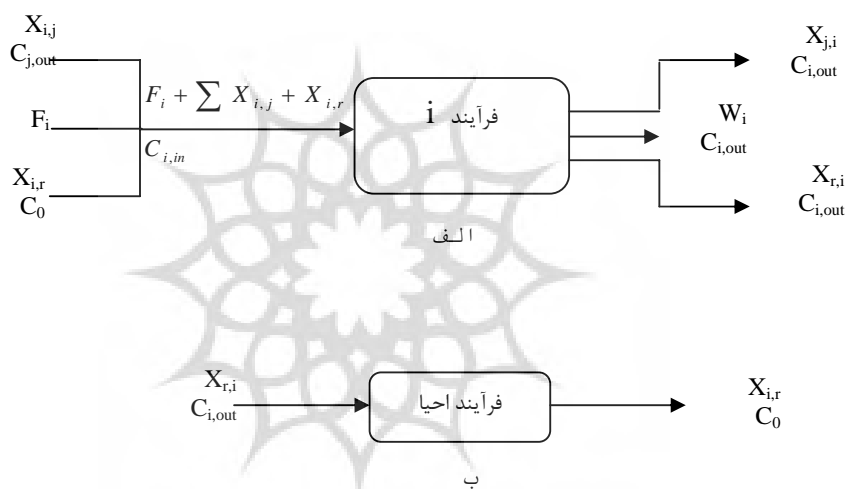 X_{i,j}
C_{j,out}
F_i
X_{i,r}
C_0
F_i + ∑ X_{i,j} + X_{i,r}
C_{i,in}
فرآیند i
X_{j,i}
C_{i,out}
W_i
C_{i,out}
X_{r,i}
C_{i,out}
الف
X_{r,i}
C_{i,out}
فرآیند احیا
X_{i,r}
C_0
ب